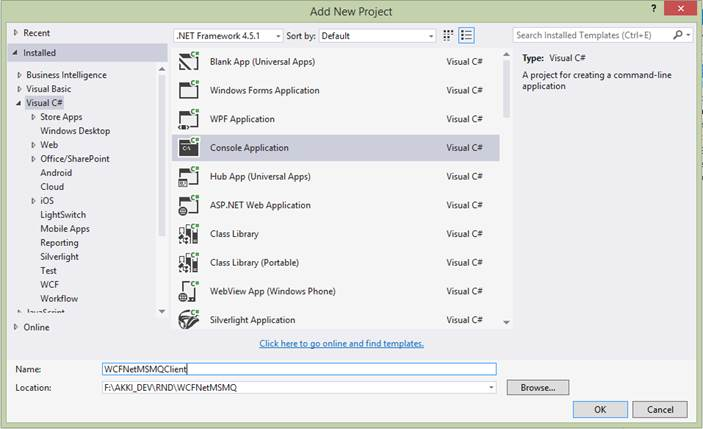 Add New Project
?
Recent
.NET Framework 4.5.1
Sort by: Default
Search Installed Templates (Ctrl+E)
Installed
Business Intelligence
Visual Basic
Visual C#
Store Apps
Windows Desktop
Web
Office/SharePoint
Android
Cloud
iOS
LightSwitch
Mobile Apps
Reporting
Silverlight
Test
WCF
Workflow
JavaScript
Online
Blank App (Universal Apps) Visual C#
Windows Forms Application Visual C#
WPF Application Visual C#
Console Application Visual C#
Hub App (Universal Apps) Visual C#
ASP.NET Web Application Visual C#
Class Library Visual C#
Class Library (Portable) Visual C#
WebView App (Windows Phone) Visual C#
Silverlight Application Visual C#
Type: Visual C#
A project for creating a command-line
application
Click here to go online and find templates.
Name: WCFNetMSMQClient
Location: F:\AKKI_DEV\RND\WCFNetMSMQ
Browse...
OK
Cancel